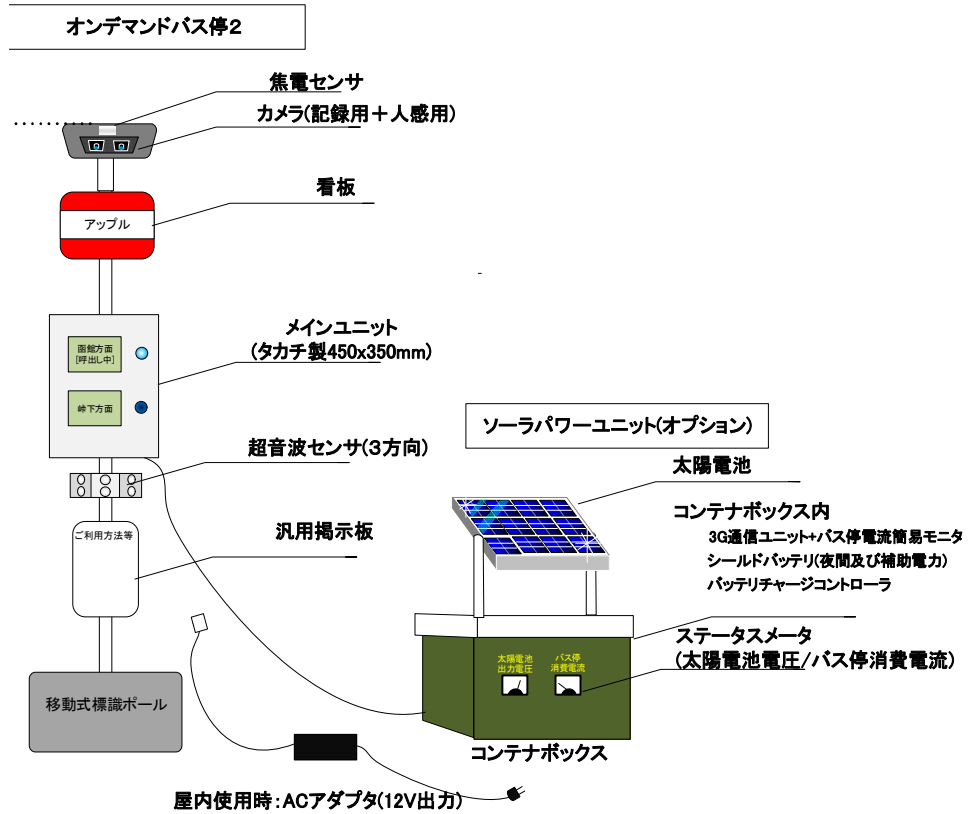 オンデマンドバス停2
焦電センサ
カメラ(記録用＋人感用)
看板
アップル
メインユニット
(タカチ製450x350mm)
函館方面
[呼出し中]
峠下方面
超音波センサ(3方向)
汎用掲示板
ご利用方法等
移動式標識ポール
屋内使用時：ACアダプタ(12V出力)
ソーラパワーユニット(オプション)
太陽電池
コンテナボックス内
3G通信ユニット+バス停電流簡易モニタ
シールドバッテリ(夜間及び補助電力)
バッテリチャージコントローラ
ステータスメータ
(太陽電池電圧/バス停消費電流)
太陽電池
出力電圧
バス停
消費電流
コンテナボックス